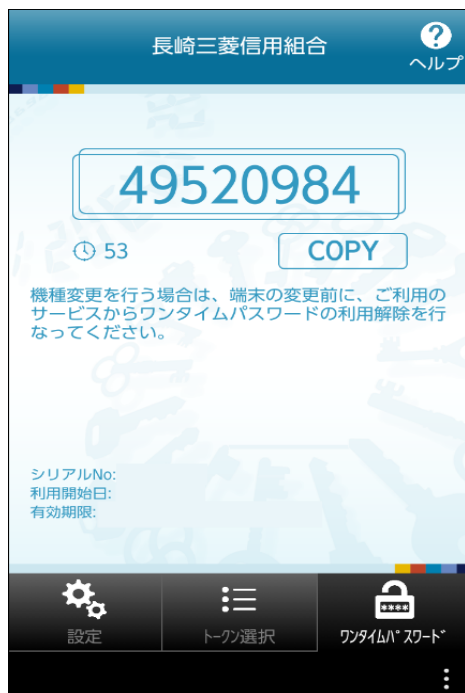 長崎三菱信用組合
?
ヘルプ
49520984
53
COPY
機種変更を行う場合は、端末の変更前に、ご利用の
サービスからワンタイムパスワードの利用解除を行
なってください。
シリアルNo:
利用開始日:
有効期限:
****
設定
ﾄｰｸﾝ選択
ﾜﾝﾀｲﾑﾊﾟｽﾜｰﾄﾞ